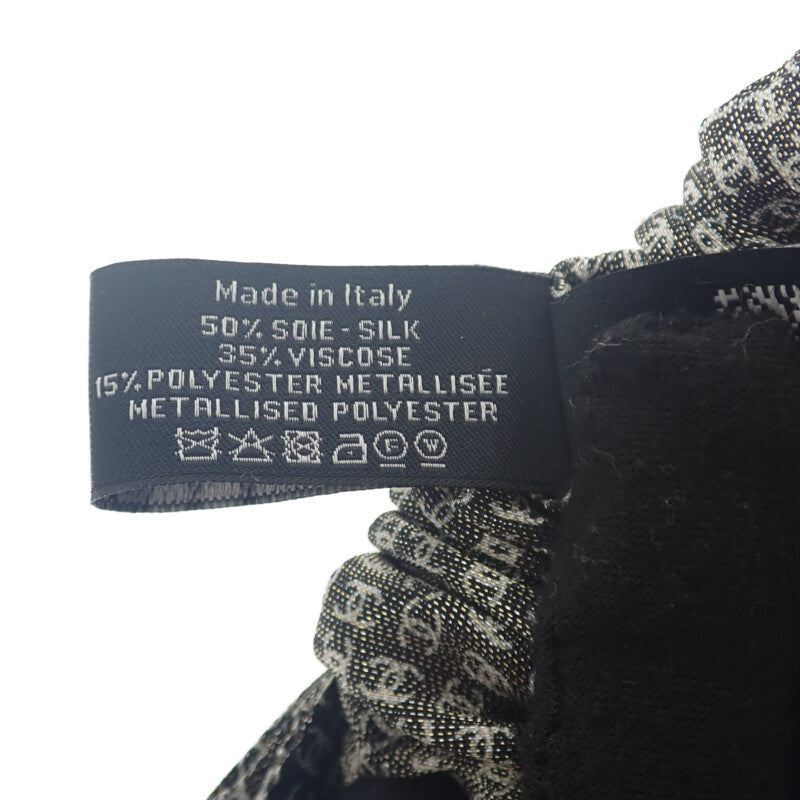 Made in Italy
50% SOIE - SILK
35% VISCOSE
15% POLYESTER METALLISÉE
METALLISED POLYESTER
F W